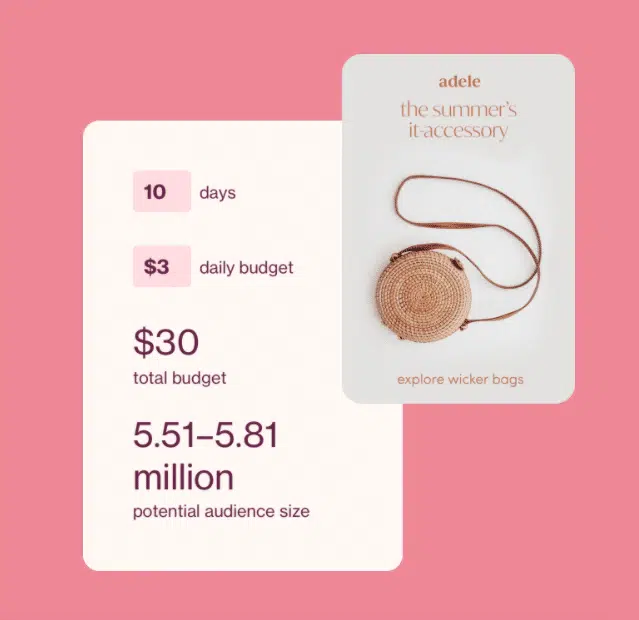 10 days
$3 daily budget
$30
total budget
5.51–5.81
million
potential audience size
adele
the summer's
it-accessory
explore wicker bags